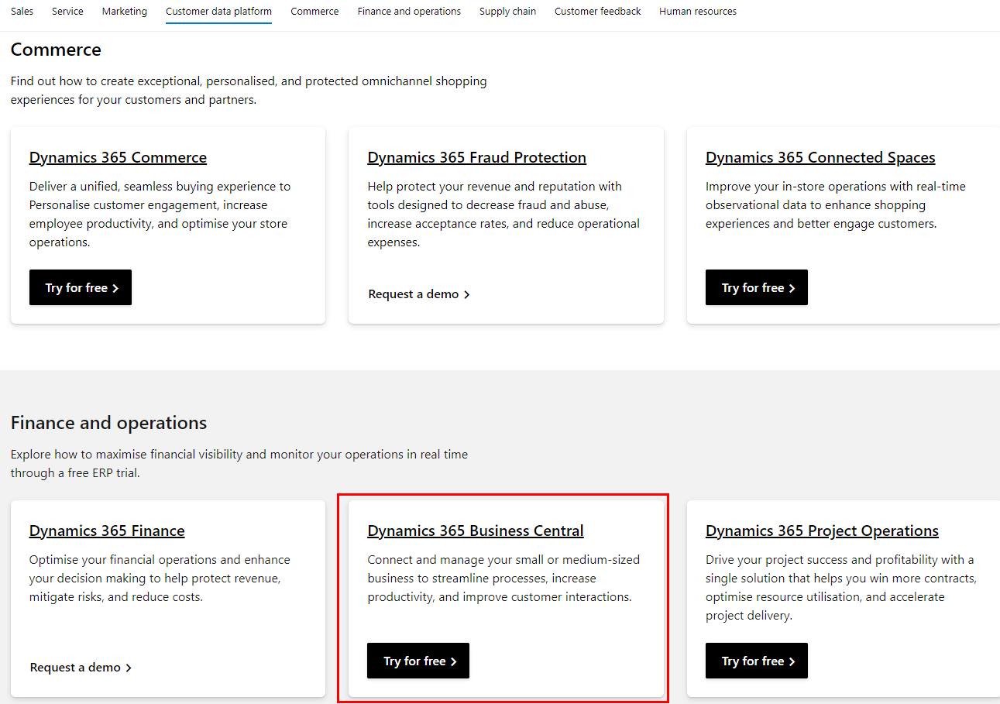 Sales Service Marketing Customer data platform Commerce Finance and operations Supply chain Customer feedback Human resources
Commerce
Find out how to create exceptional, personalised, and protected omnichannel shopping
experiences for your customers and partners.
Dynamics 365 Commerce
Deliver a unified, seamless buying experience to
Personalise customer engagement, increase
employee productivity, and optimise your store
operations.
Try for free
Dynamics 365 Fraud Protection
Help protect your revenue and reputation with
tools designed to decrease fraud and abuse,
increase acceptance rates, and reduce operational
expenses.
Request a demo
Dynamics 365 Connected Spaces
Improve your in-store operations with real-time
observational data to enhance shopping
experiences and better engage customers.
Try for free
Finance and operations
Explore how to maximise financial visibility and monitor your operations in real time
through a free ERP trial.
Dynamics 365 Finance
Optimise your financial operations and enhance
your decision making to help protect revenue,
mitigate risks, and reduce costs.
Request a demo
Dynamics 365 Business Central
Connect and manage your small or medium-sized
business to streamline processes, increase
productivity, and improve customer interactions.
Try for free
Dynamics 365 Project Operations
Drive your project success and profitability with a
single solution that helps you win more contracts,
optimise resource utilisation, and accelerate
project delivery.
Try for free